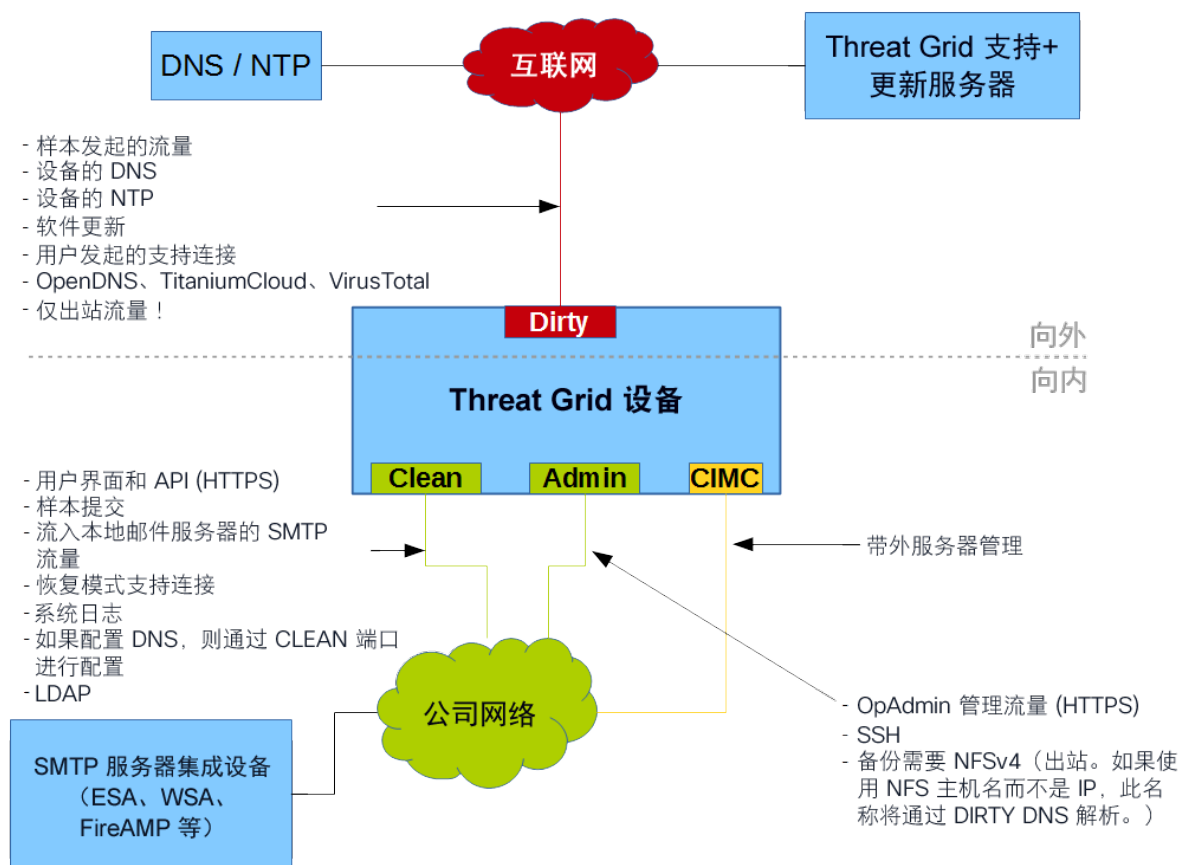 DNS / NTP
互联网
Threat Grid 支持+
更新服务器
- 样本发起的流量
- 设备的 DNS
- 设备的 NTP
- 软件更新
- 用户发起的支持连接
- OpenDNS、TitaniumCloud、VirusTotal
- 仅出站流量！
Dirty
向外
向内
Threat Grid 设备
Clean
Admin
CIMC
- 用户界面和 API (HTTPS)
- 样本提交
- 流入本地邮件服务器的 SMTP
流量
- 恢复模式支持连接
- 系统日志
- 如果配置 DNS，则通过 CLEAN 端口
进行配置
- LDAP
- 带外服务器管理
公司网络
SMTP 服务器集成设备
（ESA、WSA、
FireAMP 等）
- OpAdmin 管理流量 (HTTPS)
- SSH
- 备份需要 NFSv4（出站。如果使
用 NFS 主机名而不是 IP，此名
称将通过 DIRTY DNS 解析。）